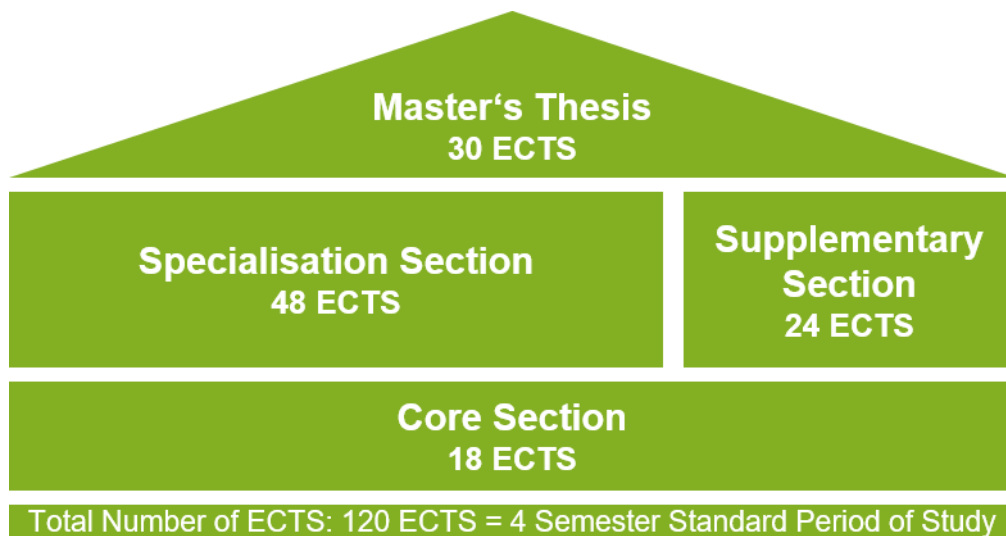 Master‘s Thesis
30 ECTS
Specialisation Section
48 ECTS
Supplementary
Section
24 ECTS
Core Section
18 ECTS
Total Number of ECTS: 120 ECTS = 4 Semester Standard Period of Study